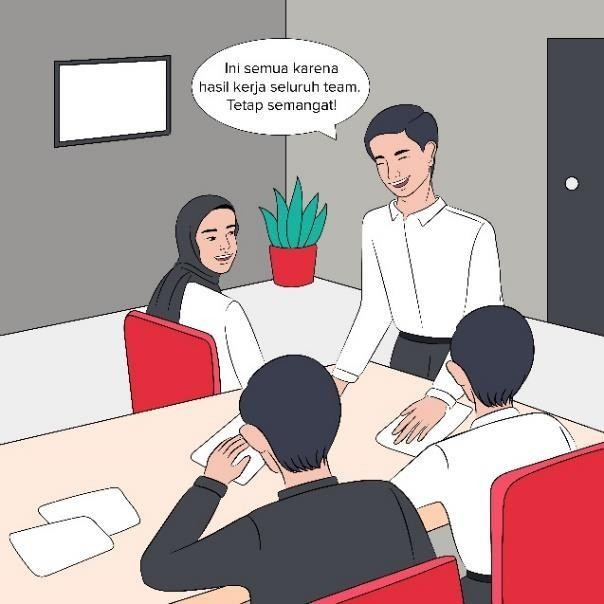 Ini semua karena
hasil kerja seluruh team.
Tetap semangat!